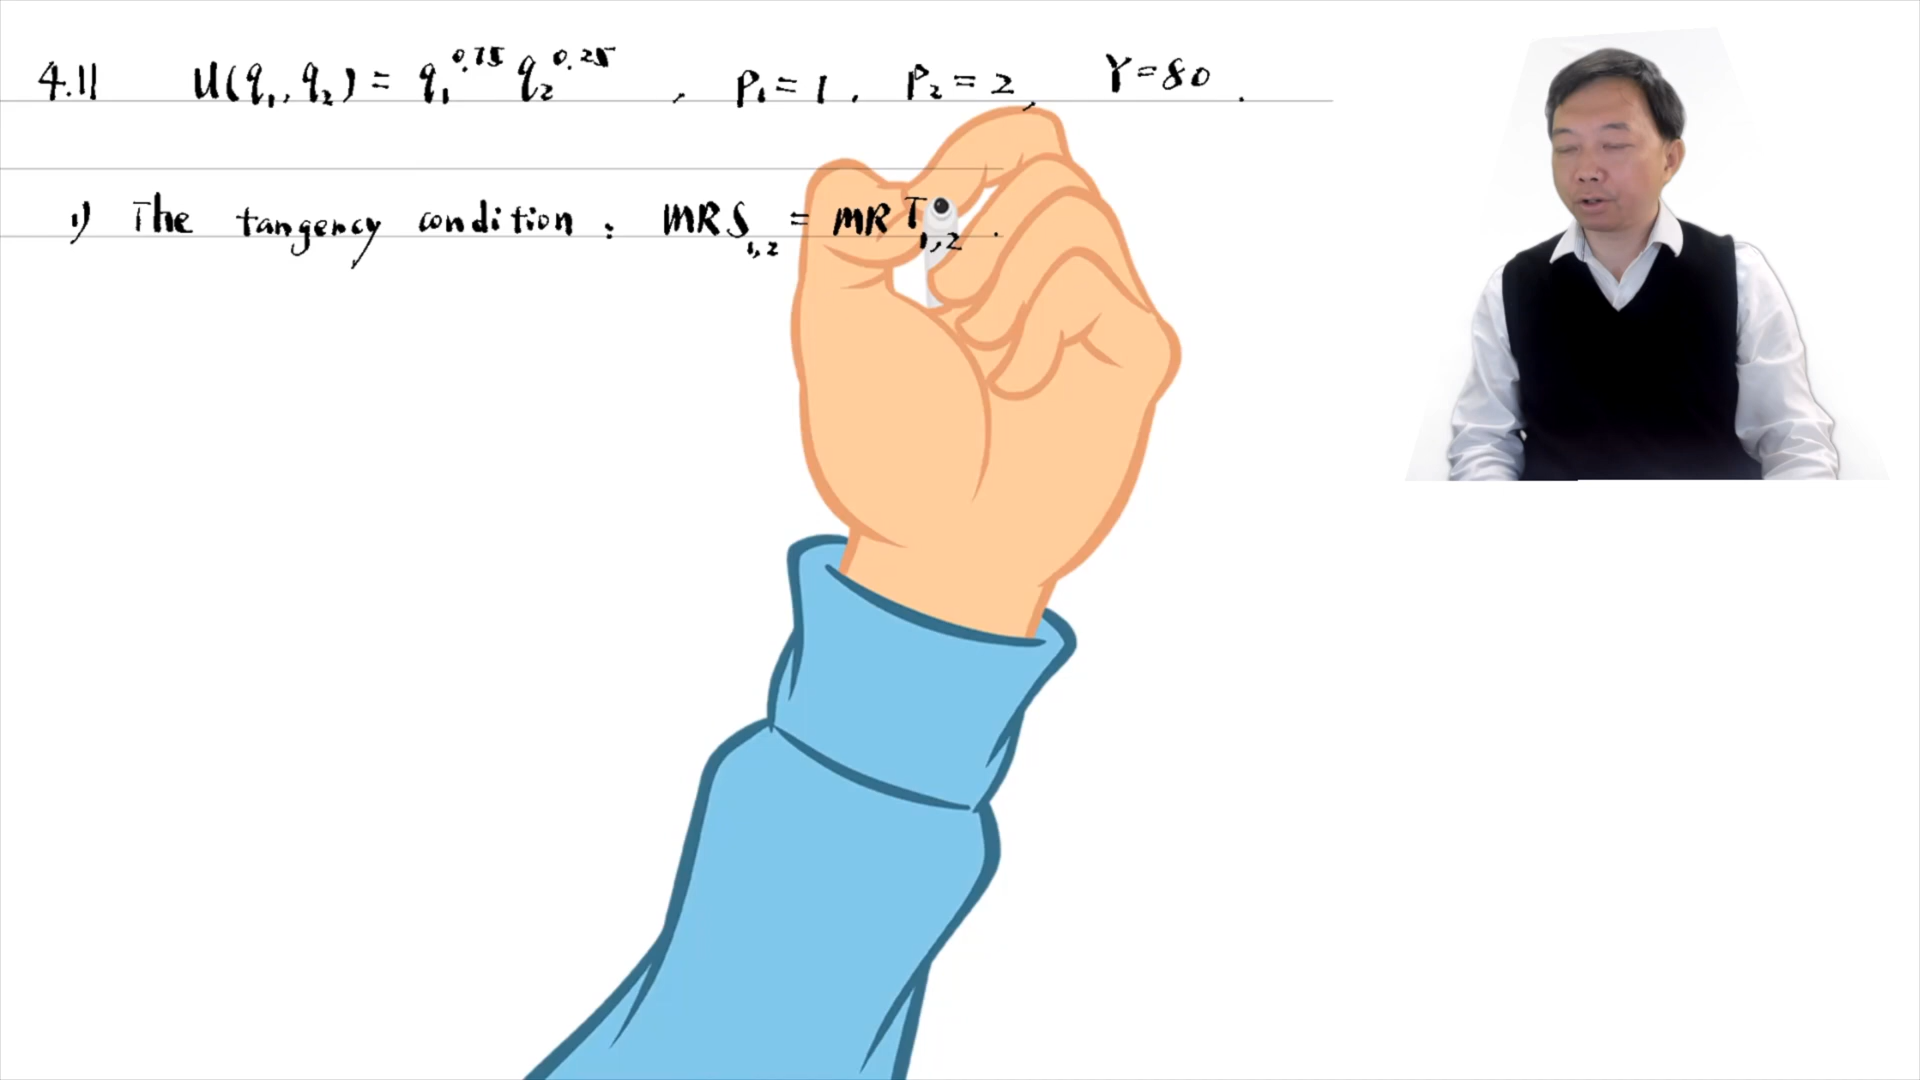 4.11 U(q₁, q₂) = q₁^0.75 q₂^0.25 , P₁ = 1 , P₂ = 2 , Y = 80 .
1) The tangency condition : MRS₁,₂ = MRT₁,₂ .